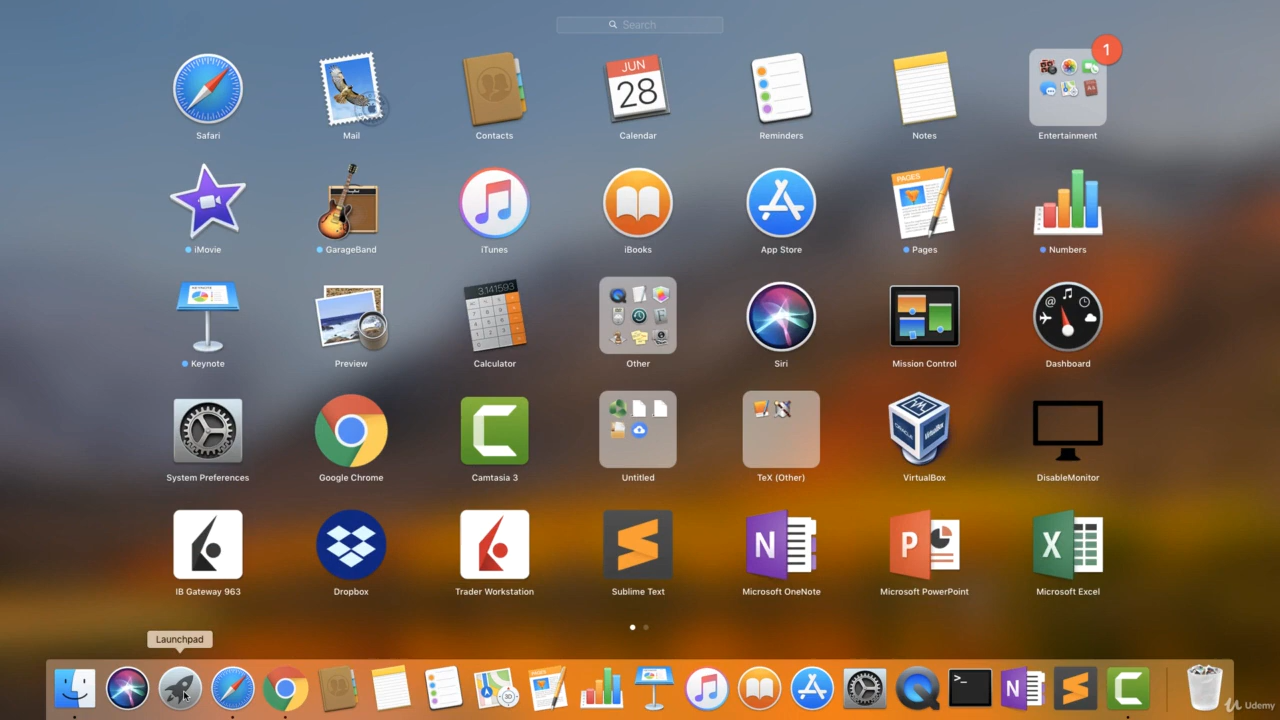 Search
1
JUN
28
Safari
Mail
Contacts
Calendar
Reminders
Notes
Entertainment
PAGES
iMovie
GarageBand
iTunes
iBooks
App Store
Pages
Numbers
3.141593
Keynote
Preview
Calculator
Other
Siri
Mission Control
Dashboard
System Preferences
Google Chrome
Camtasia 3
Untitled
TeX (Other)
VirtualBox
DisableMonitor
N
P
X
IB Gateway 963
Dropbox
Trader Workstation
Sublime Text
Microsoft OneNote
Microsoft PowerPoint
Microsoft Excel
Launchpad
3D
>_
N
Udemy